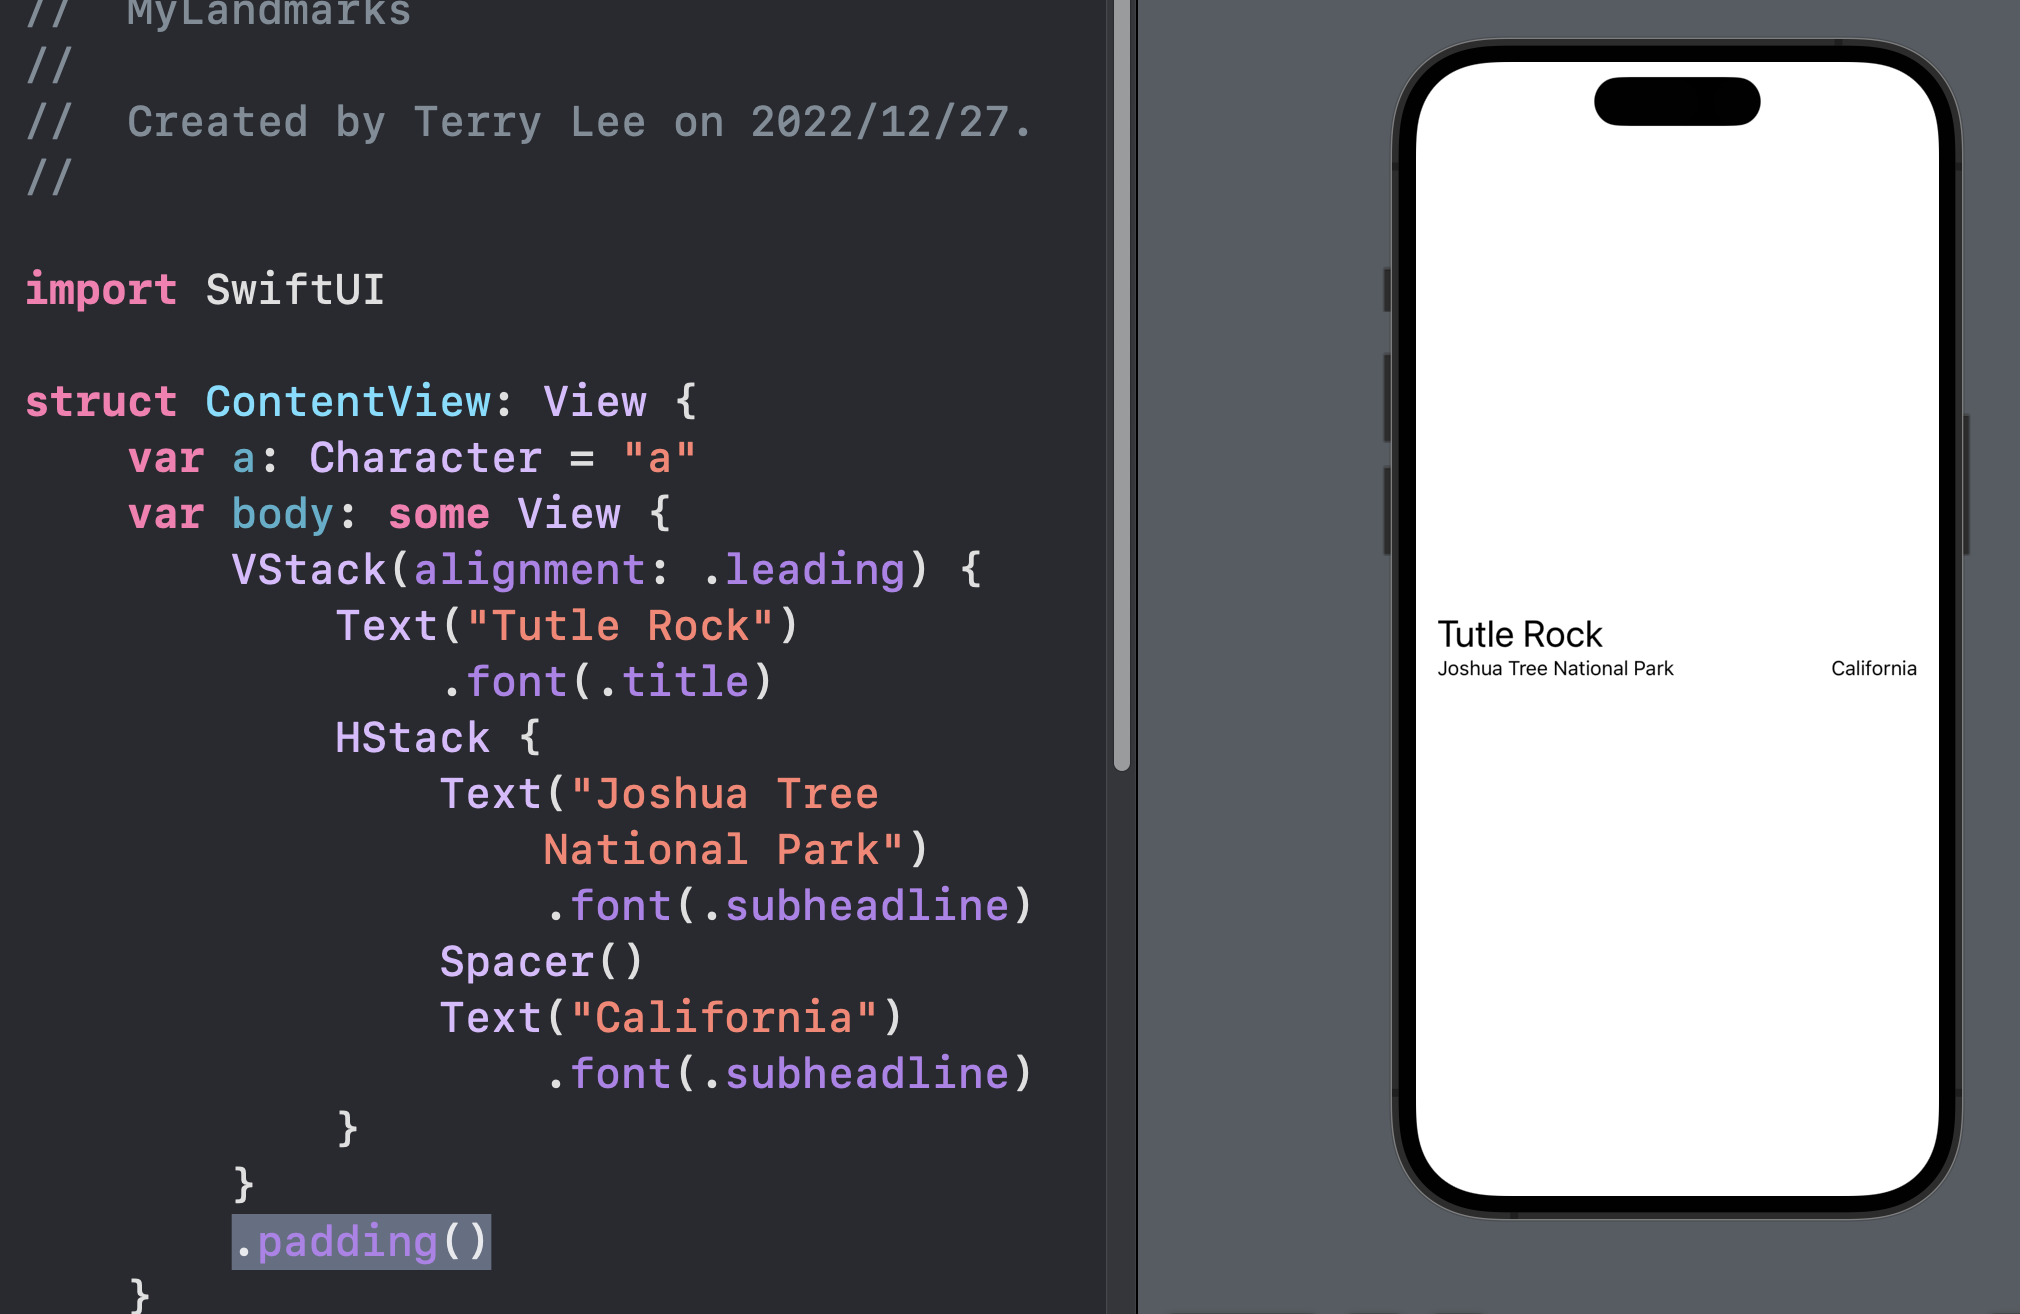 //  MyLandmarks
//
//  Created by Terry Lee on 2022/12/27.
//
import SwiftUI
struct ContentView: View {
    var a: Character = "a"
    var body: some View {
        VStack(alignment: .leading) {
            Text("Tutle Rock")
                .font(.title)
            HStack {
                Text("Joshua Tree
                    National Park")
                    .font(.subheadline)
                Spacer()
                Text("California")
                    .font(.subheadline)
            }
        }
        .padding()
    }
Tutle Rock
Joshua Tree National Park California